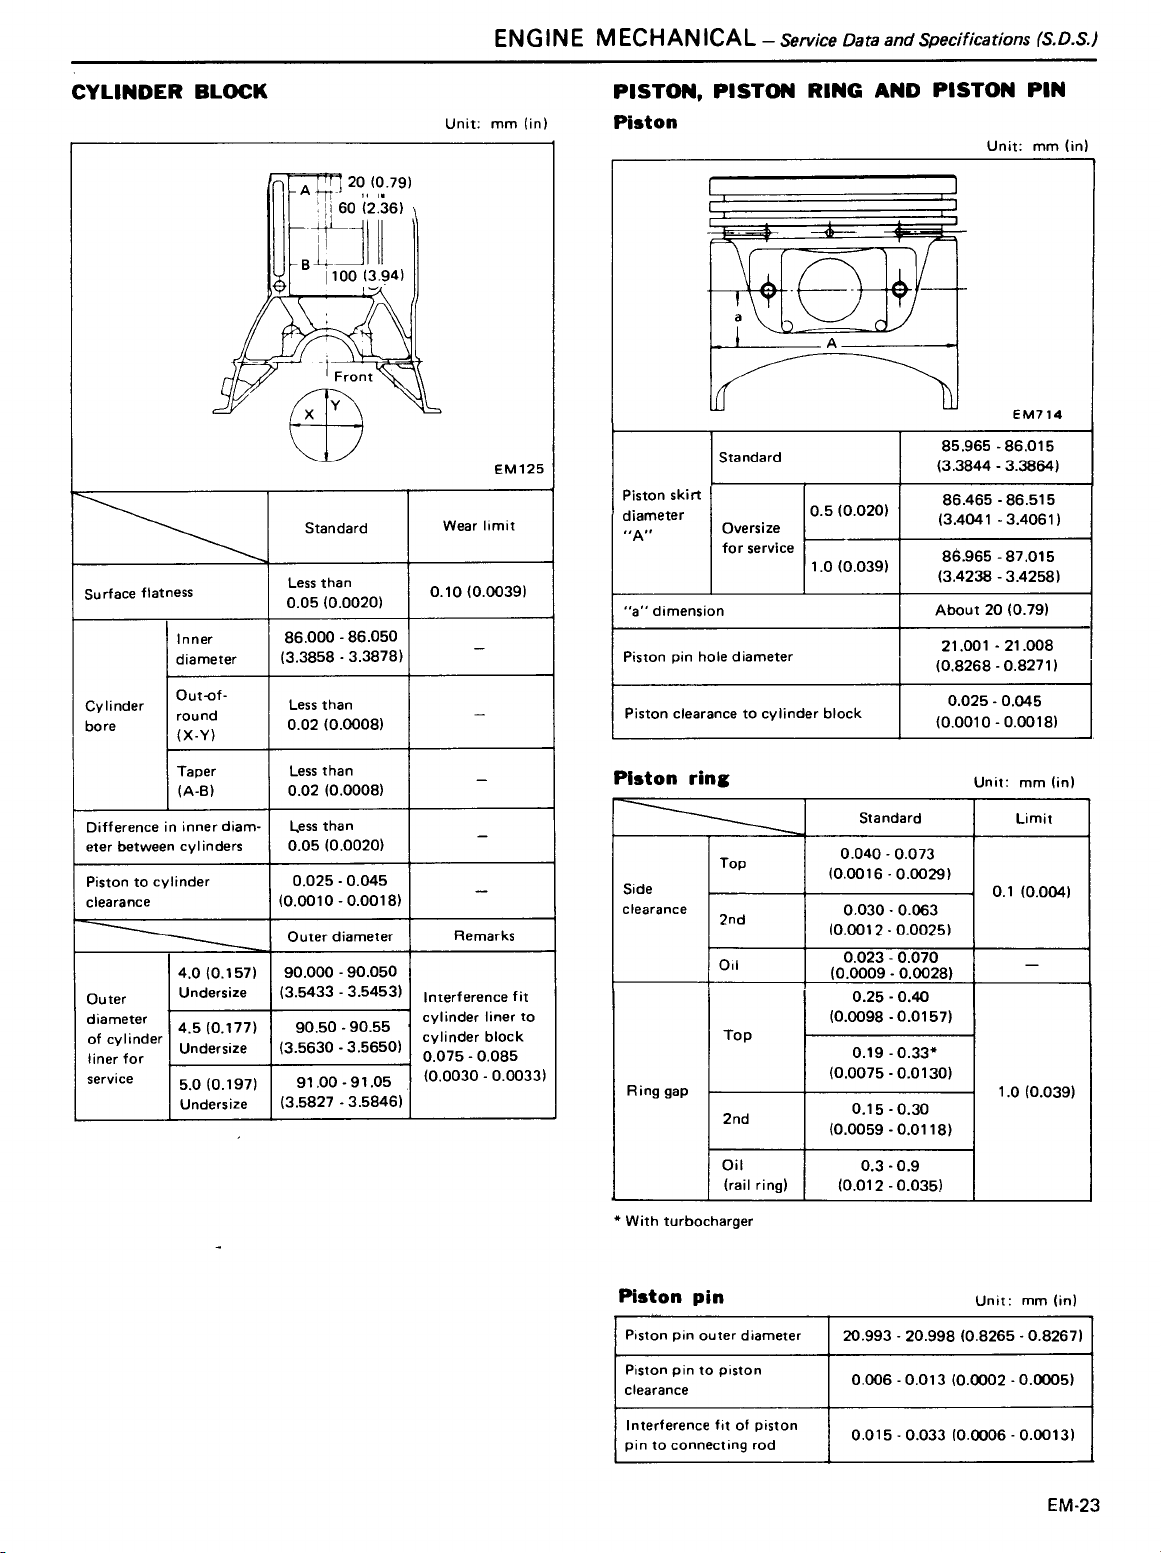 ENGINE MECHANICAL – Service Data and Specifications (S.D.S.)
CYLINDER BLOCK
Unit: mm (in)
A
20 (0.79)
60 (2.36)
B
100 (3.94)
Front
X
Y
EM125
Standard
Wear limit
Surface flatness
Less than
0.05 (0.0020)
0.10 (0.0039)
Cylinder
bore
Inner
diameter
86.000 - 86.050
(3.3858 - 3.3878)
–
Out-of-
round
(X-Y)
Less than
0.02 (0.0008)
–
Taper
(A-B)
Less than
0.02 (0.0008)
–
Difference in inner diam-
eter between cylinders
Less than
0.05 (0.0020)
–
Piston to cylinder
clearance
0.025 - 0.045
(0.0010 - 0.0018)
–
Outer diameter
Remarks
Outer
diameter
of cylinder
liner for
service
4.0 (0.157)
Undersize
90.000 - 90.050
(3.5433 - 3.5453)
4.5 (0.177)
Undersize
90.50 - 90.55
(3.5630 - 3.5650)
5.0 (0.197)
Undersize
91.00 - 91.05
(3.5827 - 3.5846)
Interference fit
cylinder liner to
cylinder block
0.075 - 0.085
(0.0030 - 0.0033)
PISTON, PISTON RING AND PISTON PIN
Piston
Unit: mm (in)
a
A
EM714
Piston skirt
diameter
"A"
Standard
85.965 - 86.015
(3.3844 - 3.3864)
Oversize
for service
0.5 (0.020)
86.465 - 86.515
(3.4041 - 3.4061)
1.0 (0.039)
86.965 - 87.015
(3.4238 - 3.4258)
"a" dimension
About 20 (0.79)
Piston pin hole diameter
21.001 - 21.008
(0.8268 - 0.8271)
Piston clearance to cylinder block
0.025 - 0.045
(0.0010 - 0.0018)
Piston ring
Unit: mm (in)
Standard
Limit
Side
clearance
Top
0.040 - 0.073
(0.0016 - 0.0029)
0.1 (0.004)
2nd
0.030 - 0.063
(0.0012 - 0.0025)
Oil
0.023 - 0.070
(0.0009 - 0.0028)
–
Ring gap
Top
0.25 - 0.40
(0.0098 - 0.0157)
0.19 - 0.33*
(0.0075 - 0.0130)
1.0 (0.039)
2nd
0.15 - 0.30
(0.0059 - 0.0118)
Oil
(rail ring)
0.3 - 0.9
(0.012 - 0.035)
* With turbocharger
Piston pin
Unit: mm (in)
Piston pin outer diameter
20.993 - 20.998 (0.8265 - 0.8267)
Piston pin to piston
clearance
0.006 - 0.013 (0.0002 - 0.0005)
Interference fit of piston
pin to connecting rod
0.015 - 0.033 (0.0006 - 0.0013)
EM-23